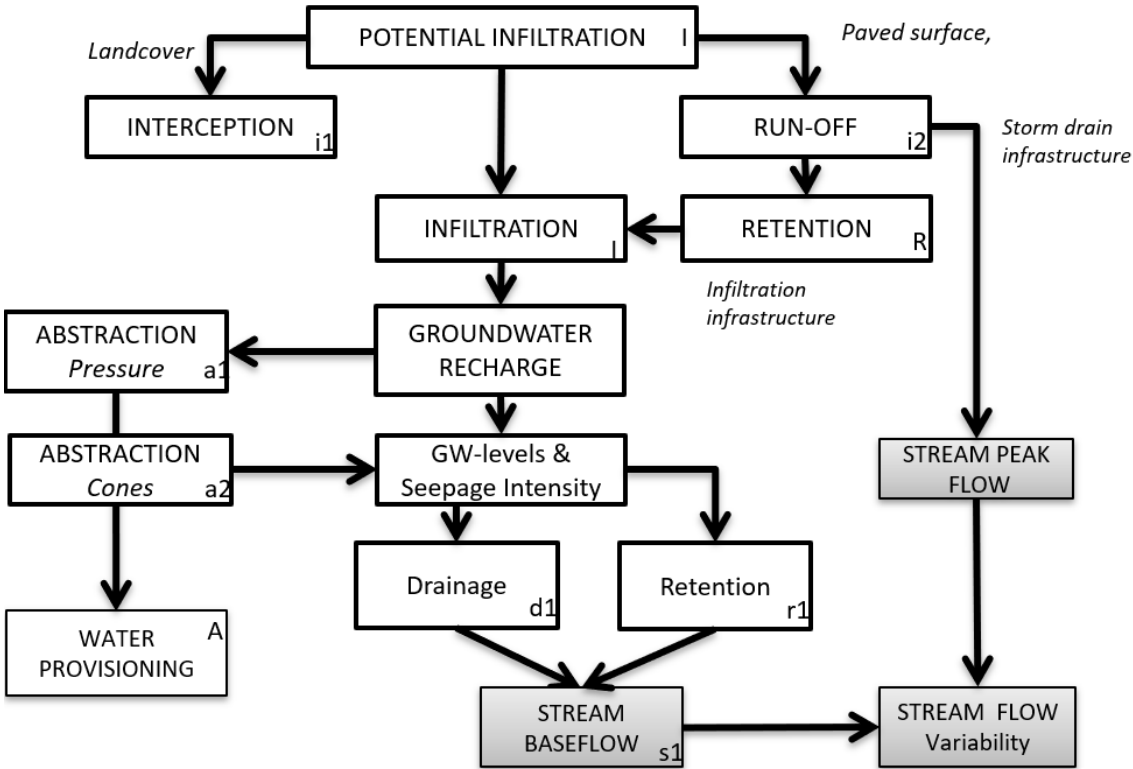 POTENTIAL INFILTRATION I
Landcover
Paved surface,
INTERCEPTION i1
RUN-OFF i2
Storm drain
infrastructure
INFILTRATION I
RETENTION R
Infiltration
infrastructure
ABSTRACTION
Pressure a1
GROUNDWATER
RECHARGE
ABSTRACTION
Cones a2
GW-levels &
Seepage Intensity
STREAM PEAK
FLOW
Drainage d1
Retention r1
WATER A
PROVISIONING
STREAM
BASEFLOW s1
STREAM FLOW
Variability